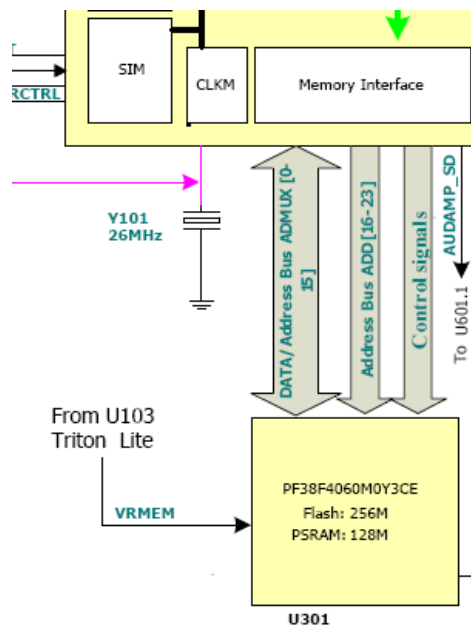 T
SIM
RCTRL
CLKM
Memory Interface
Y101
26MHz
DATA/ Address Bus ADMUX [0-
15]
Address Bus ADD[16-23]
Control signals
AUDAMP_SD
To U601.1
From U103
Triton Lite
VRMEM
PF38F4060M0Y3CE
Flash: 256M
PSRAM: 128M
U301